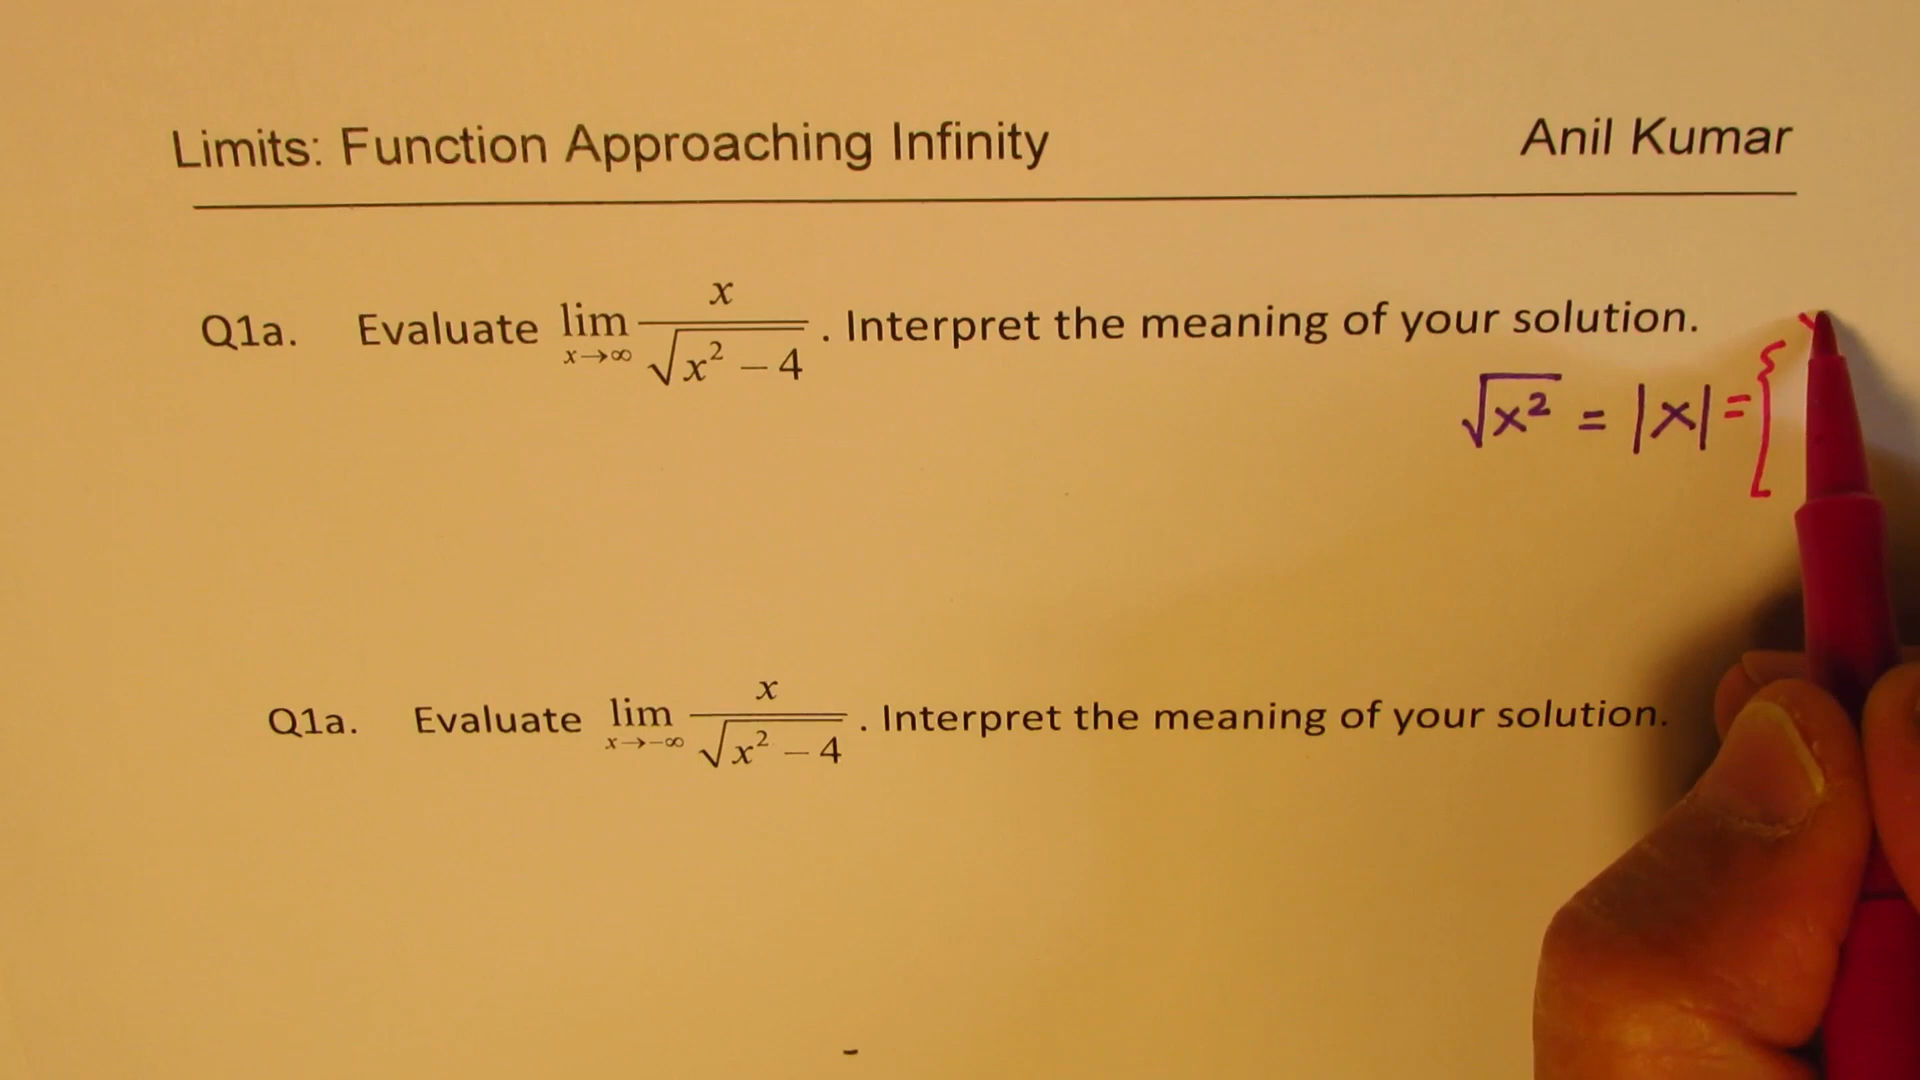 Limits: Function Approaching Infinity Anil Kumar
Q1a. Evaluate lim x→∞ x/√(x² − 4). Interpret the meaning of your solution.
√x² = |x| = {
Q1a. Evaluate lim x→−∞ x/√(x² − 4). Interpret the meaning of your solution.